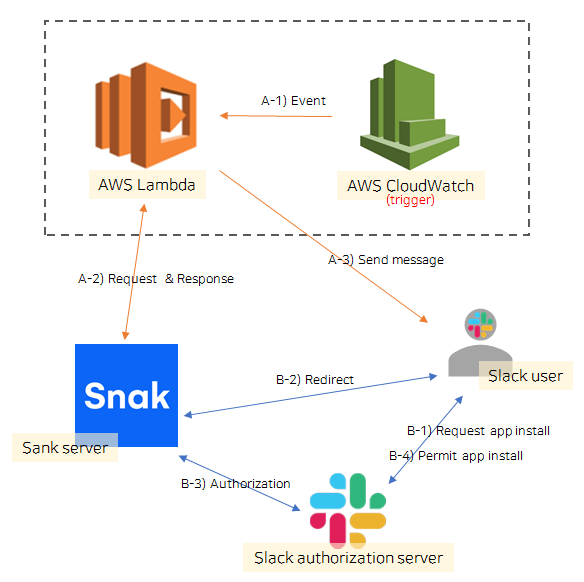 A-1) Event
AWS Lambda
AWS CloudWatch
(trigger)
A-3) Send message
A-2) Request & Response
Snak
B-2) Redirect
Slack user
B-1) Request app install
Sank server
B-4) Permit app install
B-3) Authorization
Slack authorization server